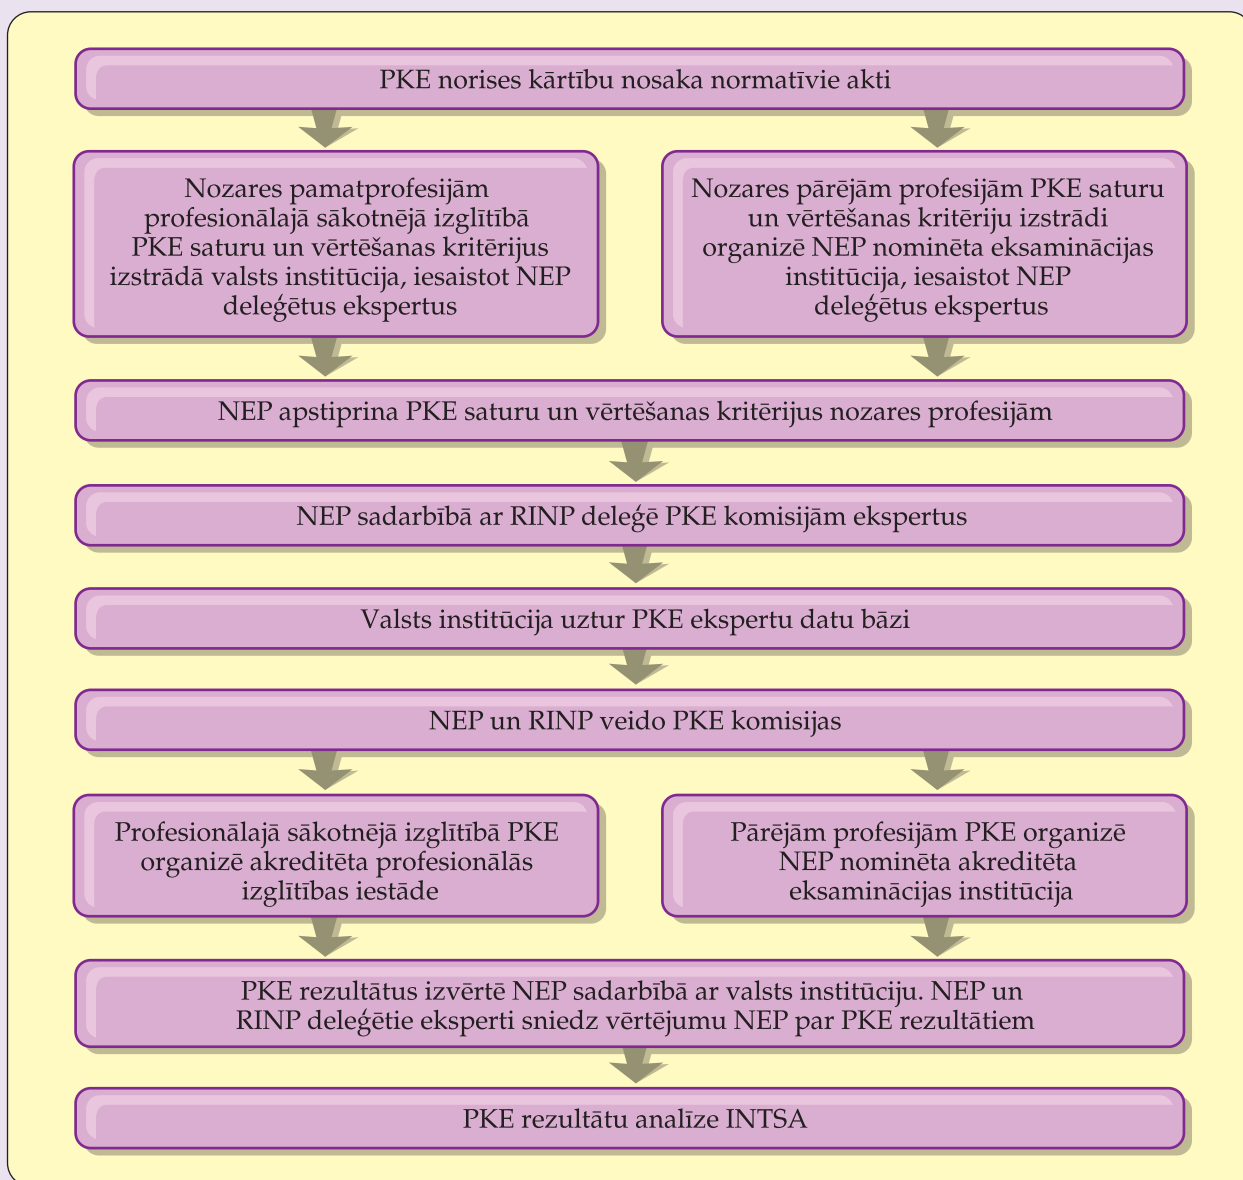 PKE norises kārtību nosaka normatīvie akti
Nozares pamatprofesijām
profesionālajā sākotnējā izglītībā
PKE saturu un vērtēšanas kritērijus
izstrādā valsts institūcija, iesaistot NEP
deleģētus ekspertus
Nozares pārējām profesijām PKE saturu
un vērtēšanas kritēriju izstrādi
organizē NEP nominēta eksaminācijas
institūcija, iesaistot NEP
deleģētus ekspertus
NEP apstiprina PKE saturu un vērtēšanas kritērijus nozares profesijām
NEP sadarbībā ar RINP deleģē PKE komisijām ekspertus
Valsts institūcija uztur PKE ekspertu datu bāzi
NEP un RINP veido PKE komisijas
Profesionālajā sākotnējā izglītībā PKE
organizē akreditēta profesionālās
izglītības iestāde
Pārējām profesijām PKE organizē
NEP nominēta akreditēta
eksaminācijas institūcija
PKE rezultātus izvērtē NEP sadarbībā ar valsts institūciju. NEP un
RINP deleģētie eksperti sniedz vērtējumu NEP par PKE rezultātiem
PKE rezultātu analīze INTSA